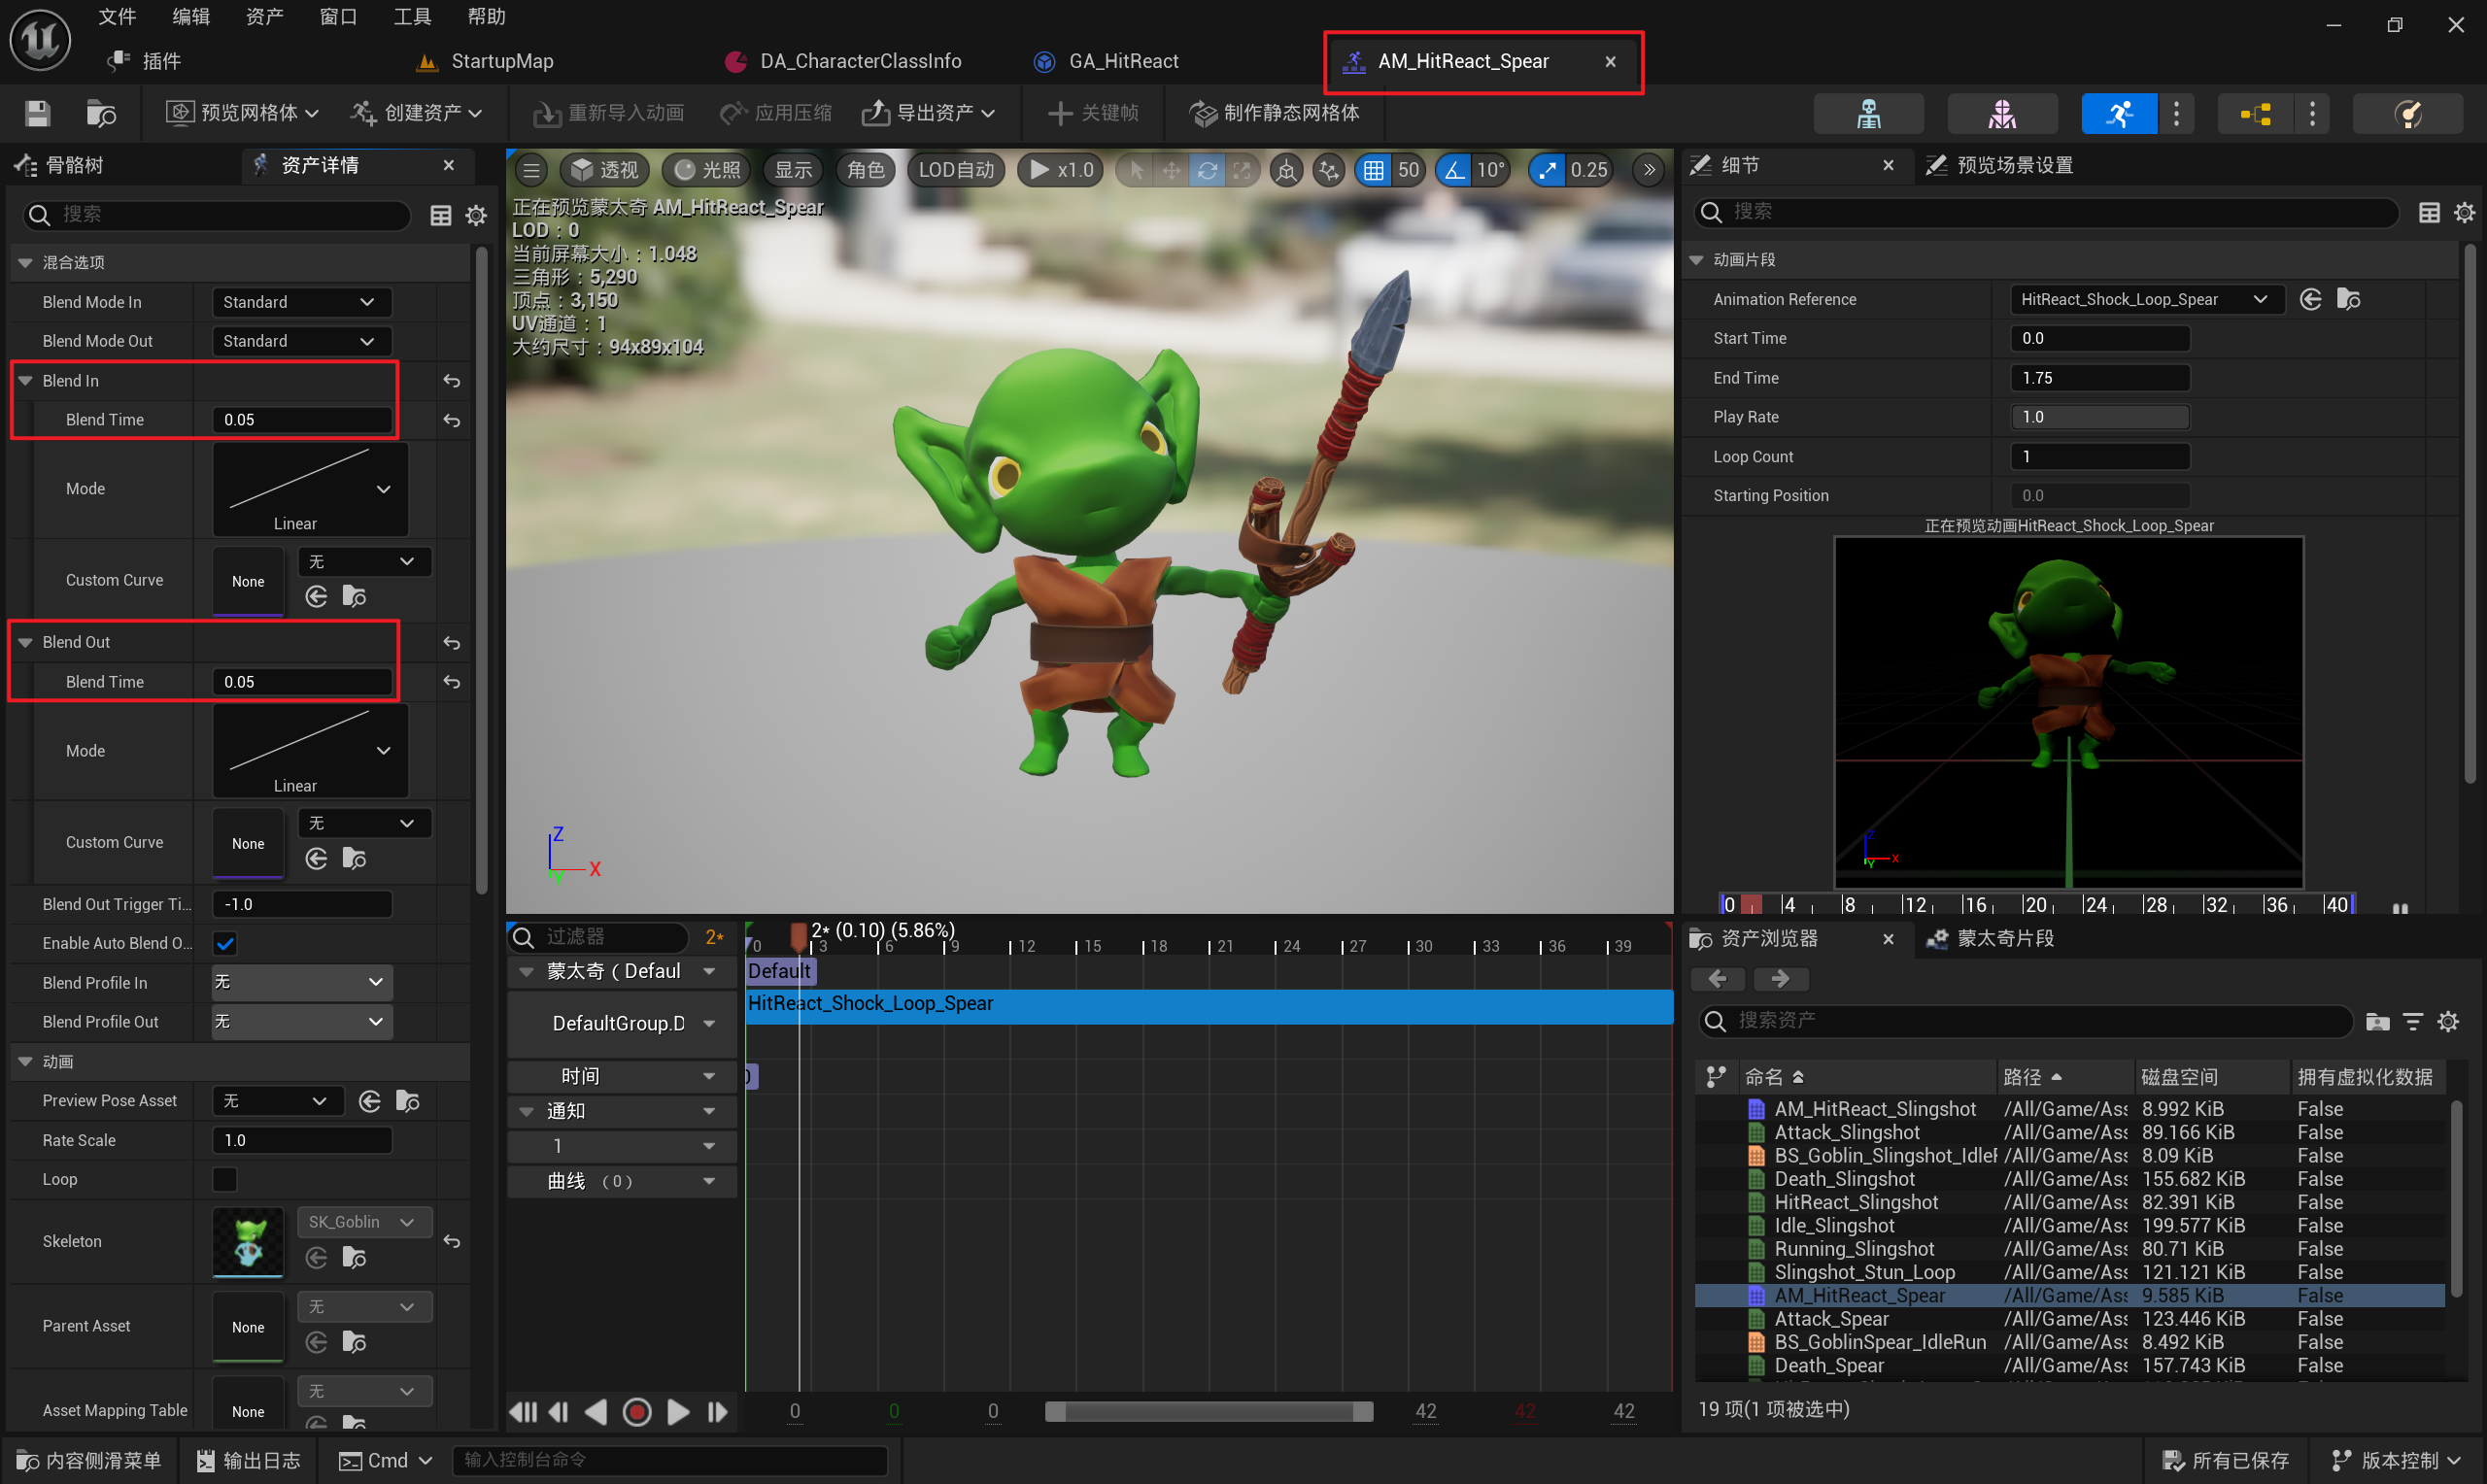 文件 编辑 资产 窗口 工具 帮助
插件 StartupMap DA_CharacterClassInfo GA_HitReact AM_HitReact_Spear
预览网格体 创建资产 重新导入动画 应用压缩 导出资产 关键帧 制作静态网格体
骨骼树 资产详情
搜索
混合选项
Blend Mode In Standard
Blend Mode Out Standard
Blend In
Blend Time 0.05
Mode Linear
Custom Curve None 无
Blend Out
Blend Time 0.05
Mode Linear
Custom Curve None 无
Blend Out Trigger Ti... -1.0
Enable Auto Blend O...
Blend Profile In 无
Blend Profile Out 无
动画
Preview Pose Asset 无
Rate Scale 1.0
Loop
Skeleton SK_Goblin
Parent Asset None 无
Asset Mapping Table None 无
透视 光照 显示 角色 LOD自动 x1.0 50 10° 0.25
正在预览蒙太奇 AM_HitReact_Spear
LOD：0
当前屏幕大小：1.048
三角形：5,290
顶点：3,150
UV通道：1
大约尺寸：94x89x104
Z
X
Y
过滤器 2* 2* (0.10) (5.86%)
0 3 6 9 12 15 18 21 24 27 30 33 36 39
蒙太奇（Defaul Default
HitReact_Shock_Loop_Spear
DefaultGroup.D
时间
通知
1
曲线 （0）
0 0 0 42 42 42
细节 预览场景设置
搜索
动画片段
Animation Reference HitReact_Shock_Loop_Spear
Start Time 0.0
End Time 1.75
Play Rate 1.0
Loop Count 1
Starting Position 0.0
正在预览动画HitReact_Shock_Loop_Spear
Z
X
Y
0 4 8 12 16 20 24 28 32 36 40
资产浏览器 蒙太奇片段
搜索资产
命名 路径 磁盘空间 拥有虚拟化数据
AM_HitReact_Slingshot /All/Game/Ass 8.992 KiB False
Attack_Slingshot /All/Game/Ass 89.166 KiB False
BS_Goblin_Slingshot_IdleR /All/Game/Ass 8.09 KiB False
Death_Slingshot /All/Game/Ass 155.682 KiB False
HitReact_Slingshot /All/Game/Ass 82.391 KiB False
Idle_Slingshot /All/Game/Ass 199.577 KiB False
Running_Slingshot /All/Game/Ass 80.71 KiB False
Slingshot_Stun_Loop /All/Game/Ass 121.121 KiB False
AM_HitReact_Spear /All/Game/Ass 9.585 KiB False
Attack_Spear /All/Game/Ass 123.446 KiB False
BS_GoblinSpear_IdleRun /All/Game/Ass 8.492 KiB False
Death_Spear /All/Game/Ass 157.743 KiB False
19 项(1 项被选中)
内容侧滑菜单 输出日志 Cmd 输入控制台命令 所有已保存 版本控制